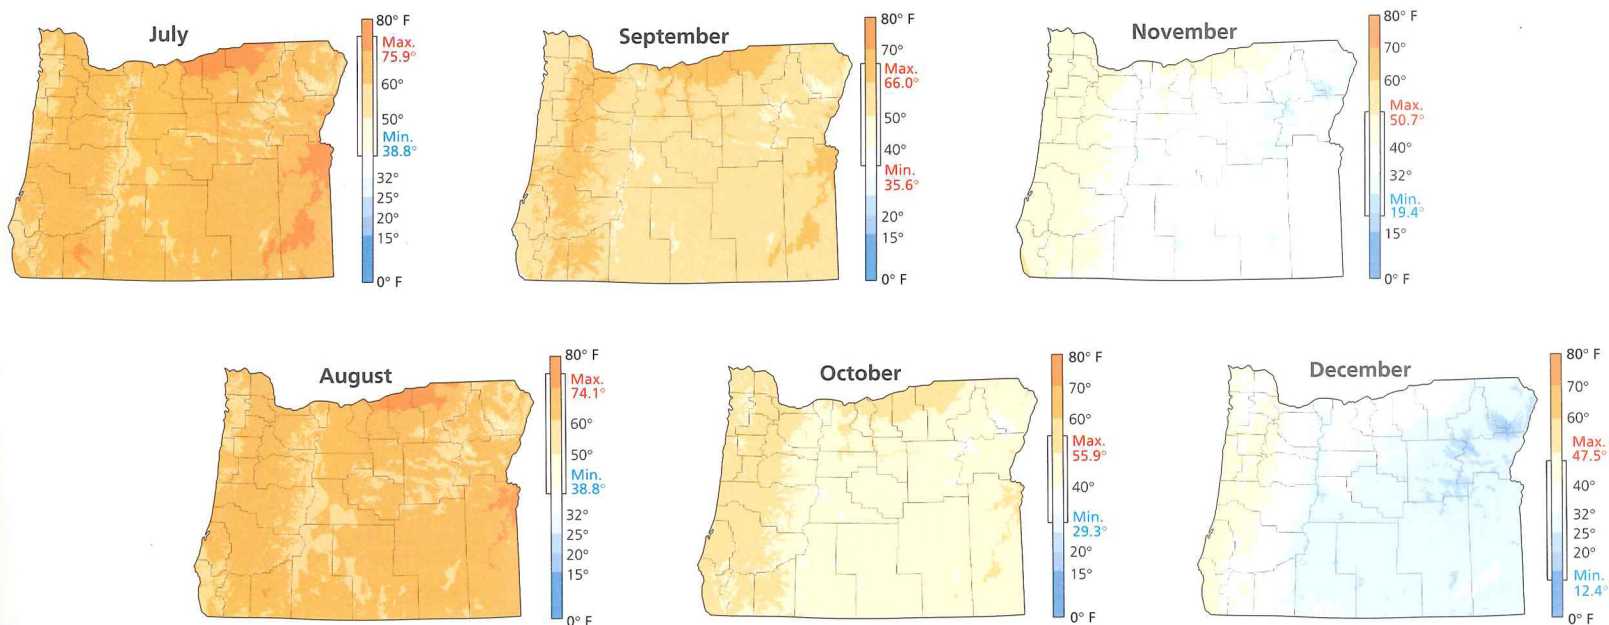 July
80° F
Max.
75.9°
60°
50°
Min.
38.8°
32°
25°
20°
15°
0° F
September
80° F
70°
Max.
66.0°
50°
40°
Min.
35.6°
20°
15°
0° F
November
80° F
70°
60°
Max.
50.7°
40°
32°
Min.
19.4°
15°
0° F
August
80° F
Max.
74.1°
60°
50°
Min.
38.8°
32°
25°
20°
15°
0° F
October
80° F
70°
60°
Max.
55.9°
40°
Min.
29.3°
20°
15°
0° F
December
80° F
70°
60°
Max.
47.5°
40°
32°
25°
20°
Min.
12.4°
0° F